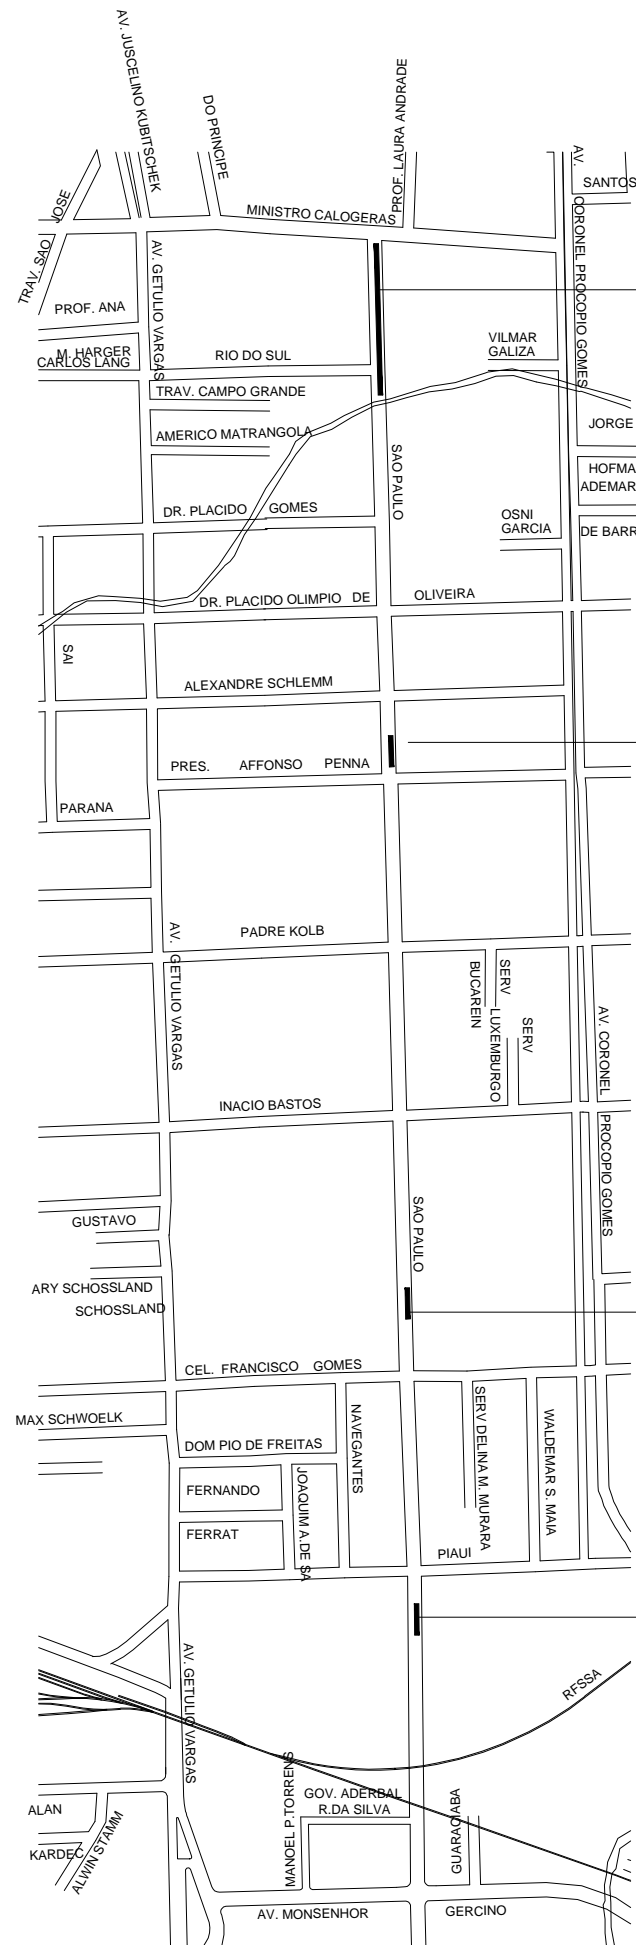 AV. JUSCELINO KUBITSCHEK
DO PRINCIPE
PROF. LAURA ANDRADE
AV. CORONEL PROCOPIO GOMES
SANTOS
TRAV. SAO JOSE
MINISTRO CALOGERAS
AV. GETULIO VARGAS
PROF. ANA
M. HARGER
CARLOS LANG
RIO DO SUL
VILMAR
GALIZA
TRAV. CAMPO GRANDE
AMERICO MATRANGOLA
JORGE
SAO PAULO
HOFMA
ADEMAR
DR. PLACIDO GOMES
OSNI
GARCIA
DE BARR
DR. PLACIDO OLIMPIO DE OLIVEIRA
SAI
ALEXANDRE SCHLEMM
PRES. AFFONSO PENNA
PARANA
AV. GETULIO VARGAS
PADRE KOLB
SERV
BUCAREIN
SERV
LUXEMBURGO
AV. CORONEL PROCOPIO GOMES
INACIO BASTOS
SAO PAULO
GUSTAVO
ARY SCHOSSLAND
SCHOSSLAND
CEL. FRANCISCO GOMES
MAX SCHWOELK
NAVEGANTES
SERV DELINA M. MURARA
WALDEMAR S. MAIA
DOM PIO DE FREITAS
FERNANDO
JOAQUIM A.DE SA
FERRAT
PIAUI
AV. GETULIO VARGAS
RFSSA
MANOEL P.TORRENS
GOV. ADERBAL
R.DA SILVA
GUARACIABA
ALAN
KARDEC
ALWIN STAMM
AV. MONSENHOR GERCINO